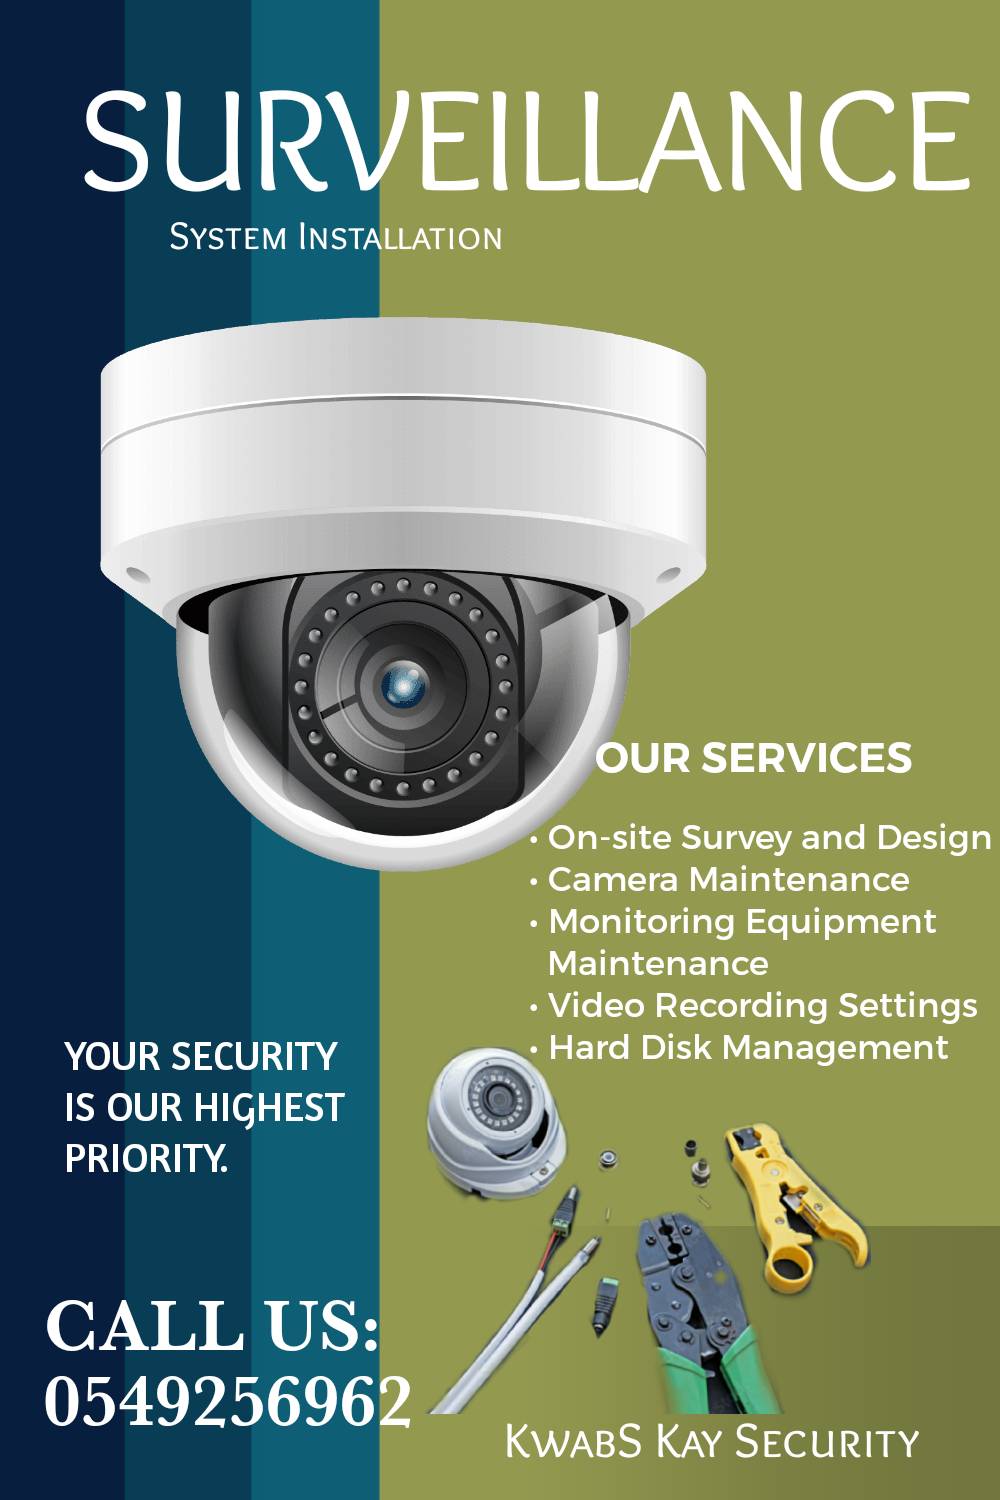 SURVEILLANCE
System Installation
OUR SERVICES
• On-site Survey and Design
• Camera Maintenance
• Monitoring Equipment
Maintenance
• Video Recording Settings
• Hard Disk Management
YOUR SECURITY
IS OUR HIGHEST
PRIORITY.
CALL US:
0549256962
KwabS Kay Security